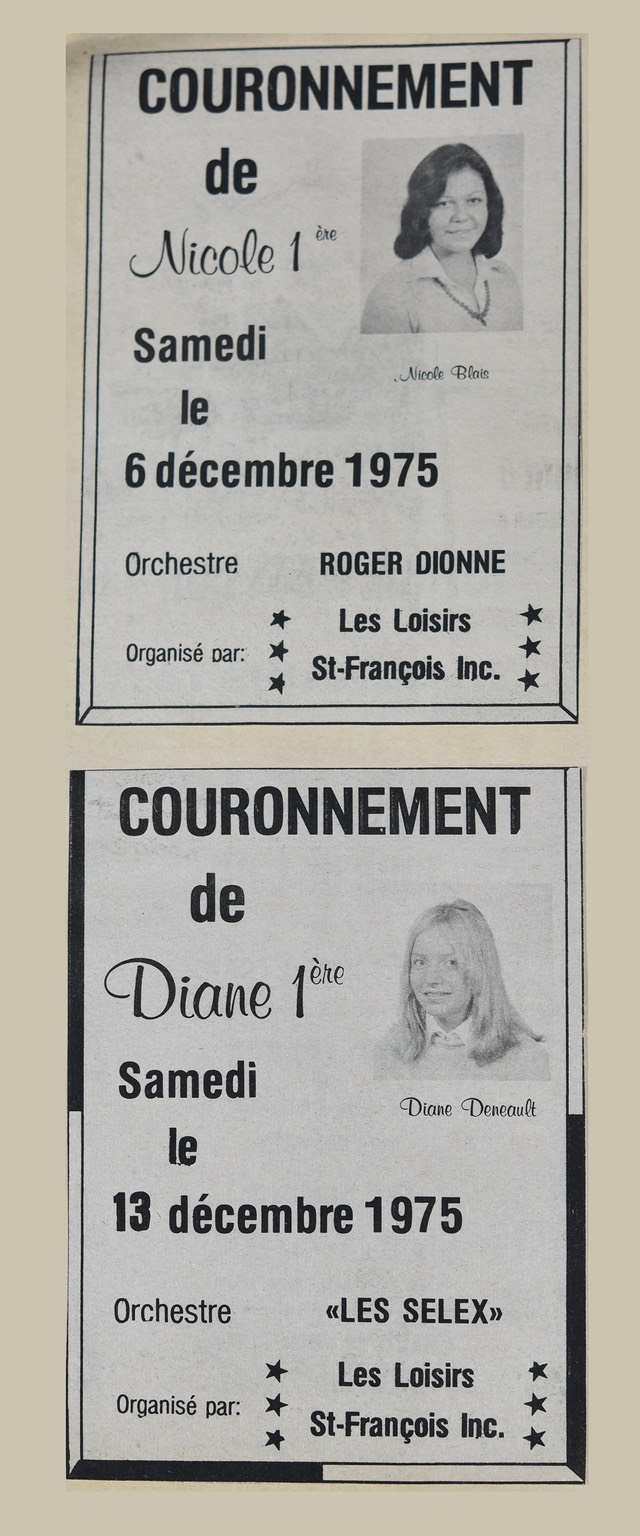 COURONNEMENT
de
Nicole 1ère
Nicole Blais
Samedi
le
6 décembre 1975
Orchestre ROGER DIONNE
Organisé par: Les Loisirs
St-François Inc.
COURONNEMENT
de
Diane 1ère
Diane Deneault
Samedi
le
13 décembre 1975
Orchestre «LES SELEX»
Organisé par: Les Loisirs
St-François Inc.